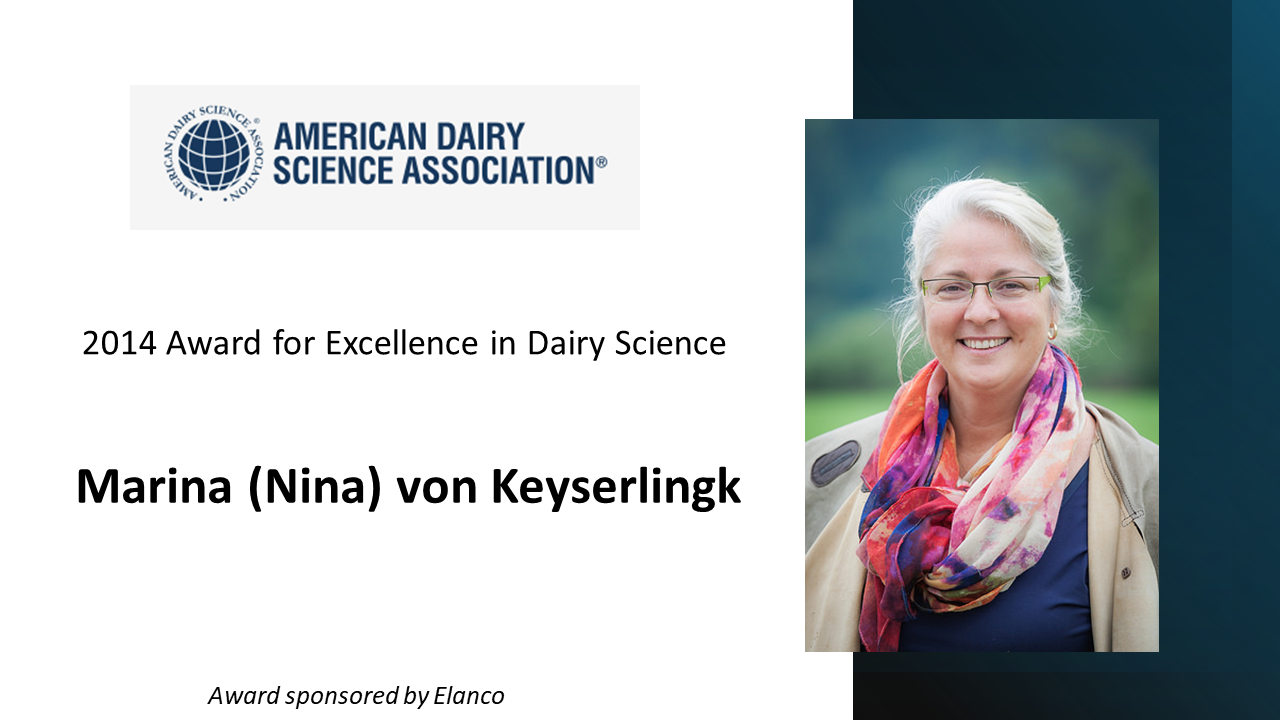 AMERICAN DAIRY SCIENCE ASSOCIATION ®
AMERICAN DAIRY
SCIENCE ASSOCIATION®
2014 Award for Excellence in Dairy Science
Marina (Nina) von Keyserlingk
Award sponsored by Elanco